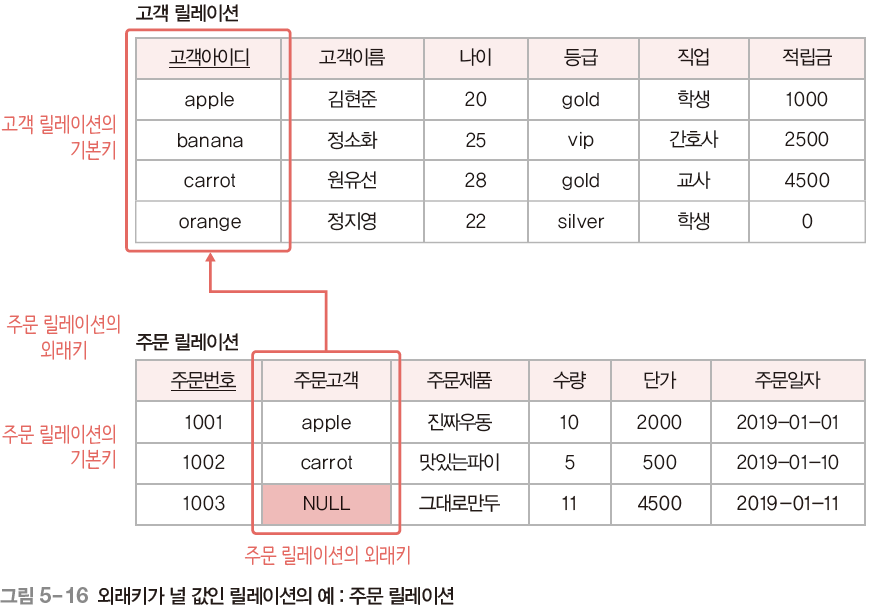 고객 릴레이션
고객아이디 고객이름 나이 등급 직업 적립금
apple 김현준 20 gold 학생 1000
banana 정소화 25 vip 간호사 2500
carrot 원유선 28 gold 교사 4500
orange 정지영 22 silver 학생 0
고객 릴레이션의
기본키
주문 릴레이션의
외래키
주문 릴레이션
주문번호 주문고객 주문제품 수량 단가 주문일자
1001 apple 진짜우동 10 2000 2019-01-01
1002 carrot 맛있는파이 5 500 2019-01-10
1003 NULL 그대로만두 11 4500 2019-01-11
주문 릴레이션의
기본키
주문 릴레이션의 외래키
그림 5-16 외래키가 널 값인 릴레이션의 예 : 주문 릴레이션